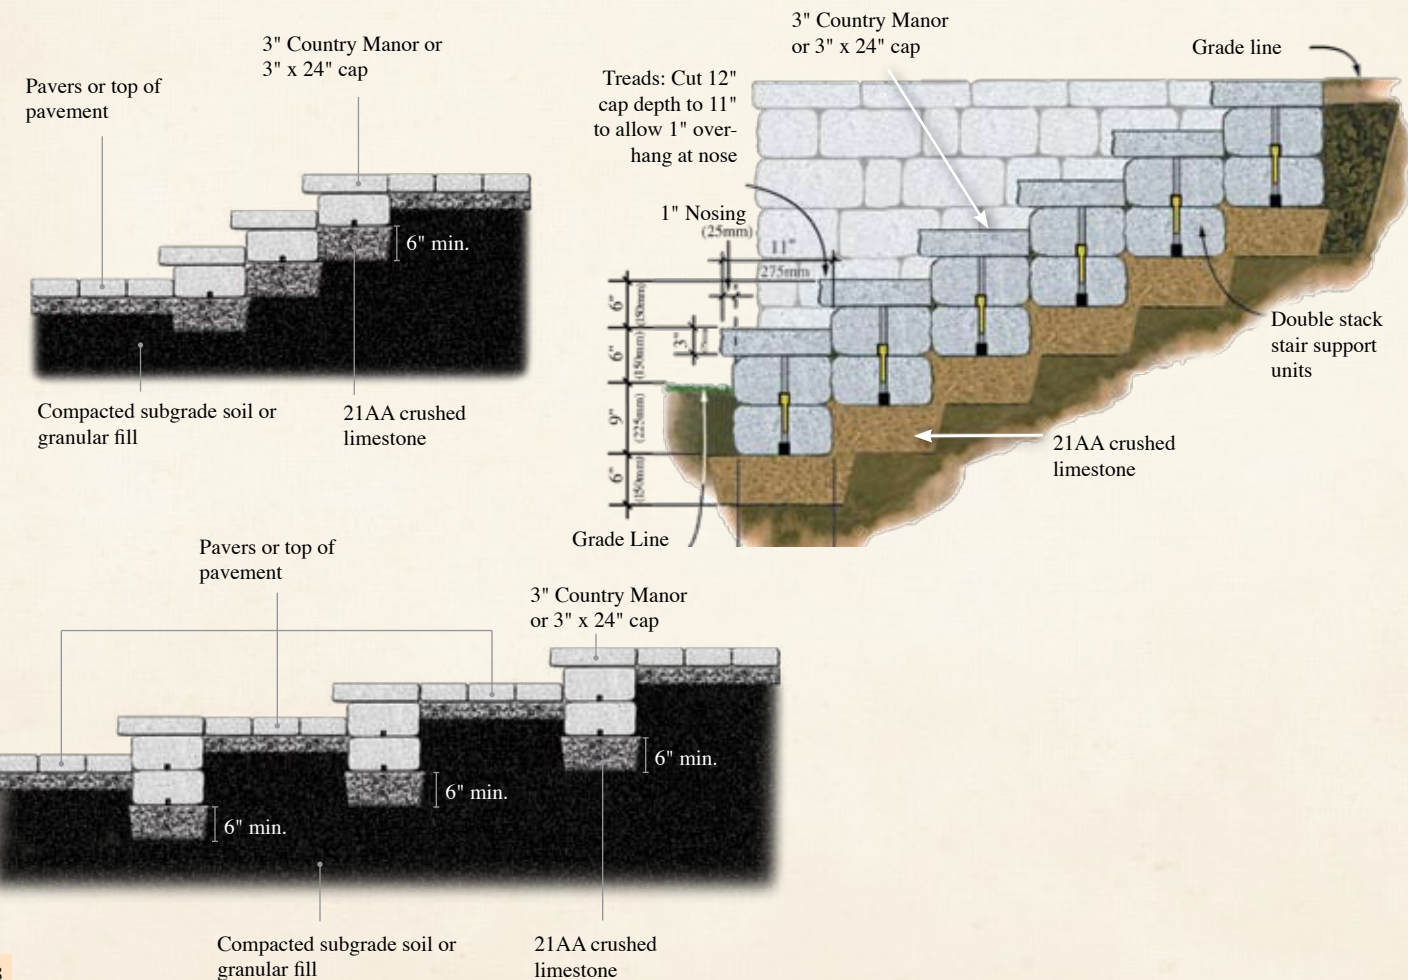 3" Country Manor or
3" x 24" cap
Pavers or top of
pavement
6" min.
Compacted subgrade soil or
granular fill
21AA crushed
limestone
3" Country Manor
or 3" x 24" cap
Grade line
Treads: Cut 12"
cap depth to 11"
to allow 1" over-
hang at nose
1" Nosing
(25mm)
11"
275mm
6"
(150mm)
6"
(150mm)
3"
9"
(225mm)
6"
(150mm)
Double stack
stair support
units
21AA crushed
limestone
Grade Line
Pavers or top of
pavement
3" Country Manor
or 3" x 24" cap
6" min.
6" min.
6" min.
Compacted subgrade soil or
granular fill
21AA crushed
limestone